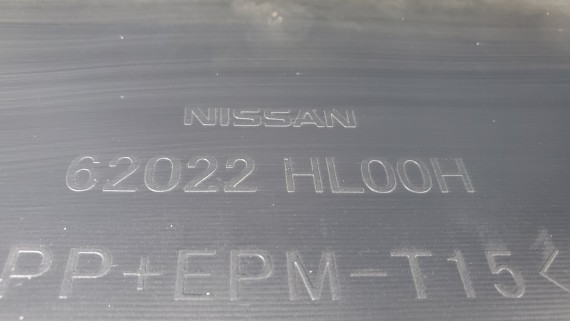 NISSAN
62022 HL00H
PP+EPM-T15<